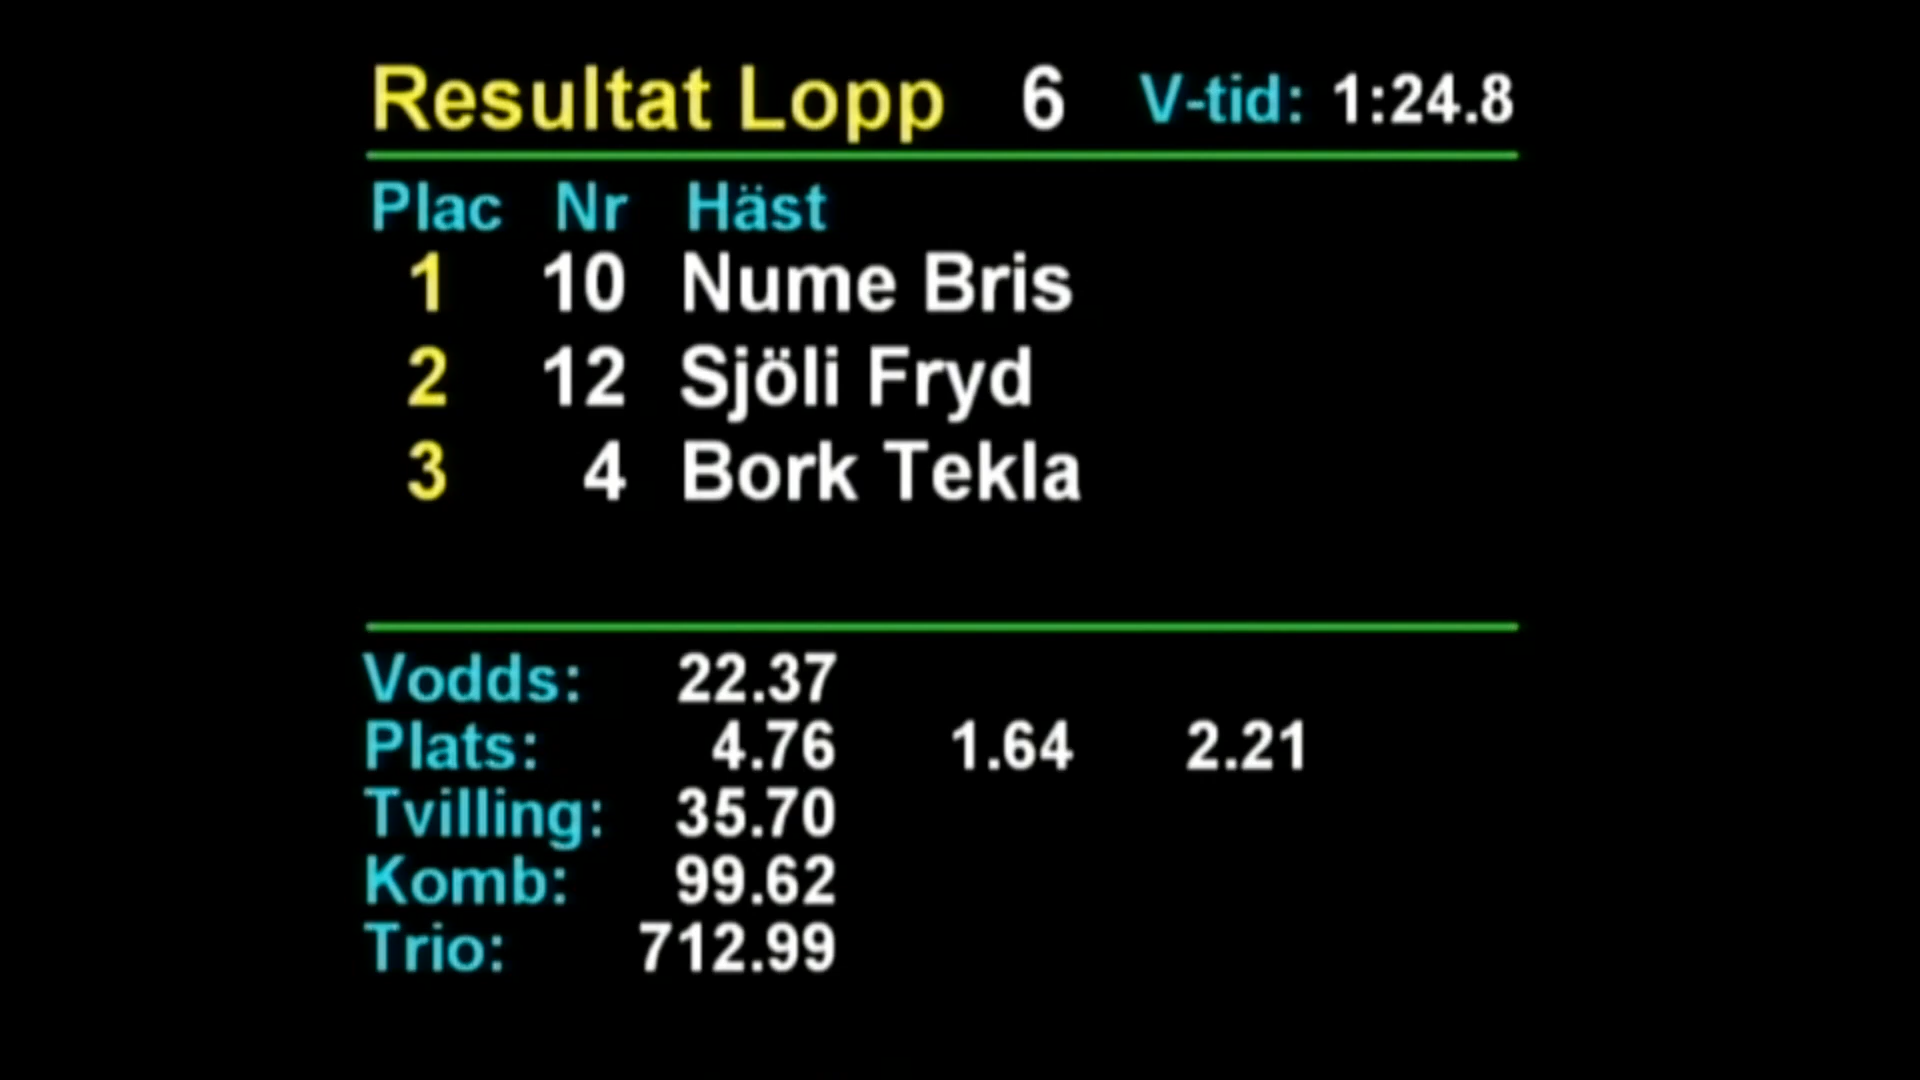 Resultat Lopp 6 V-tid: 1:24.8
Plac Nr Häst
1 10 Nume Bris
2 12 Sjöli Fryd
3 4 Bork Tekla
Vodds: 22.37
Plats: 4.76 1.64 2.21
Tvilling: 35.70
Komb: 99.62
Trio: 712.99